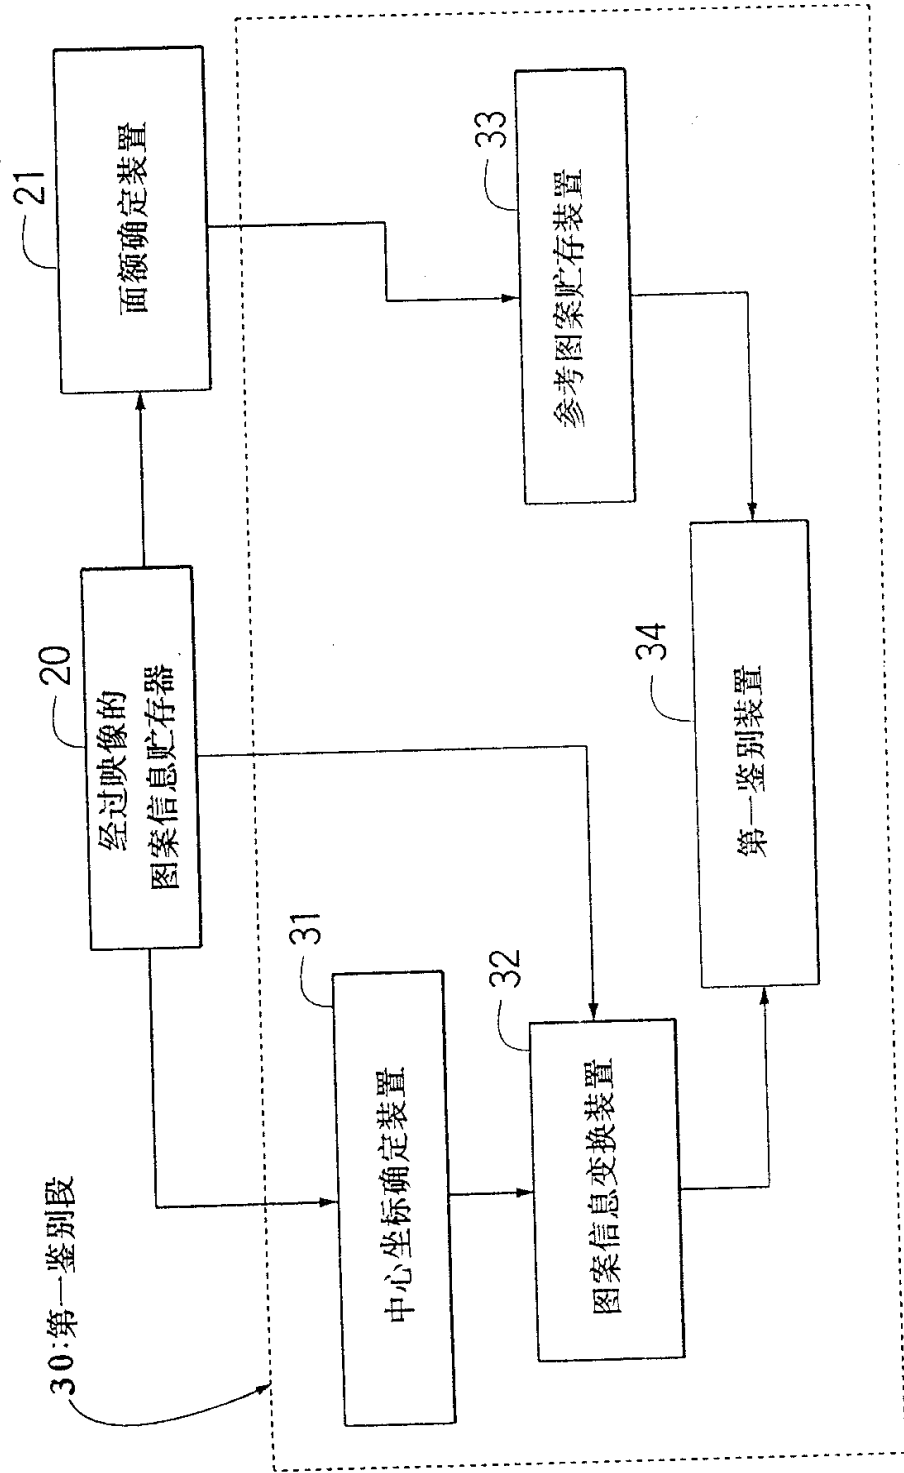 30:第一鉴别段
20
经过映像的
图案信息贮存器
21
面额确定装置
31
中心坐标确定装置
32
图案信息变换装置
33
参考图案贮存装置
34
第一鉴别装置